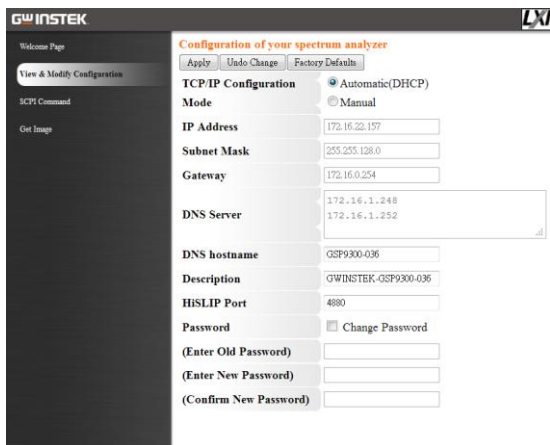 GWINSTEK
LXI
Welcome Page
View & Modify Configuration
SCPI Command
Get Image
Configuration of your spectrum analyzer
Apply Undo Change Factory Defaults
TCP/IP Configuration Mode
Automatic(DHCP)
Manual
IP Address 172.16.22.157
Subnet Mask 255.255.128.0
Gateway 172.16.0.254
DNS Server
172.16.1.248
172.16.1.252
DNS hostname GSP9300-036
Description GWINSTEK-GSP9300-036
HiSLIP Port 4880
Password Change Password
(Enter Old Password)
(Enter New Password)
(Confirm New Password)